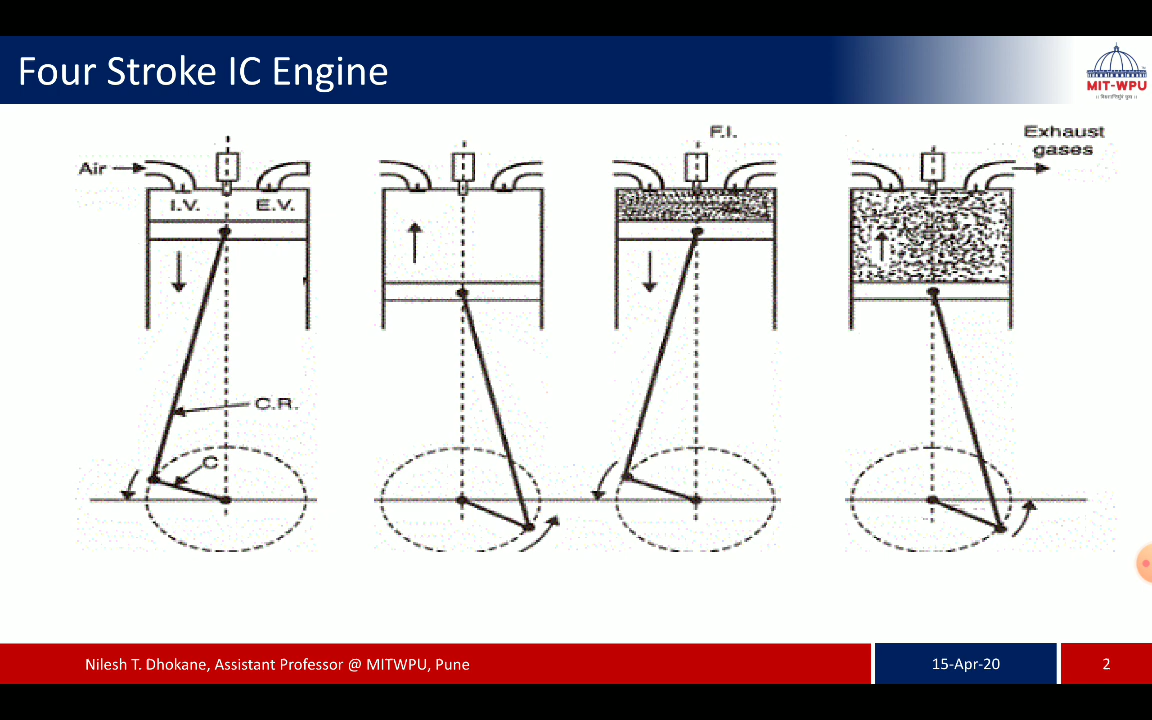 Four Stroke IC Engine
MIT-WPU
F.I.
Exhaust
gases
Air
I.V.
E.V.
C.R.
C
Nilesh T. Dhokane, Assistant Professor @ MITWPU, Pune
15-Apr-20
2